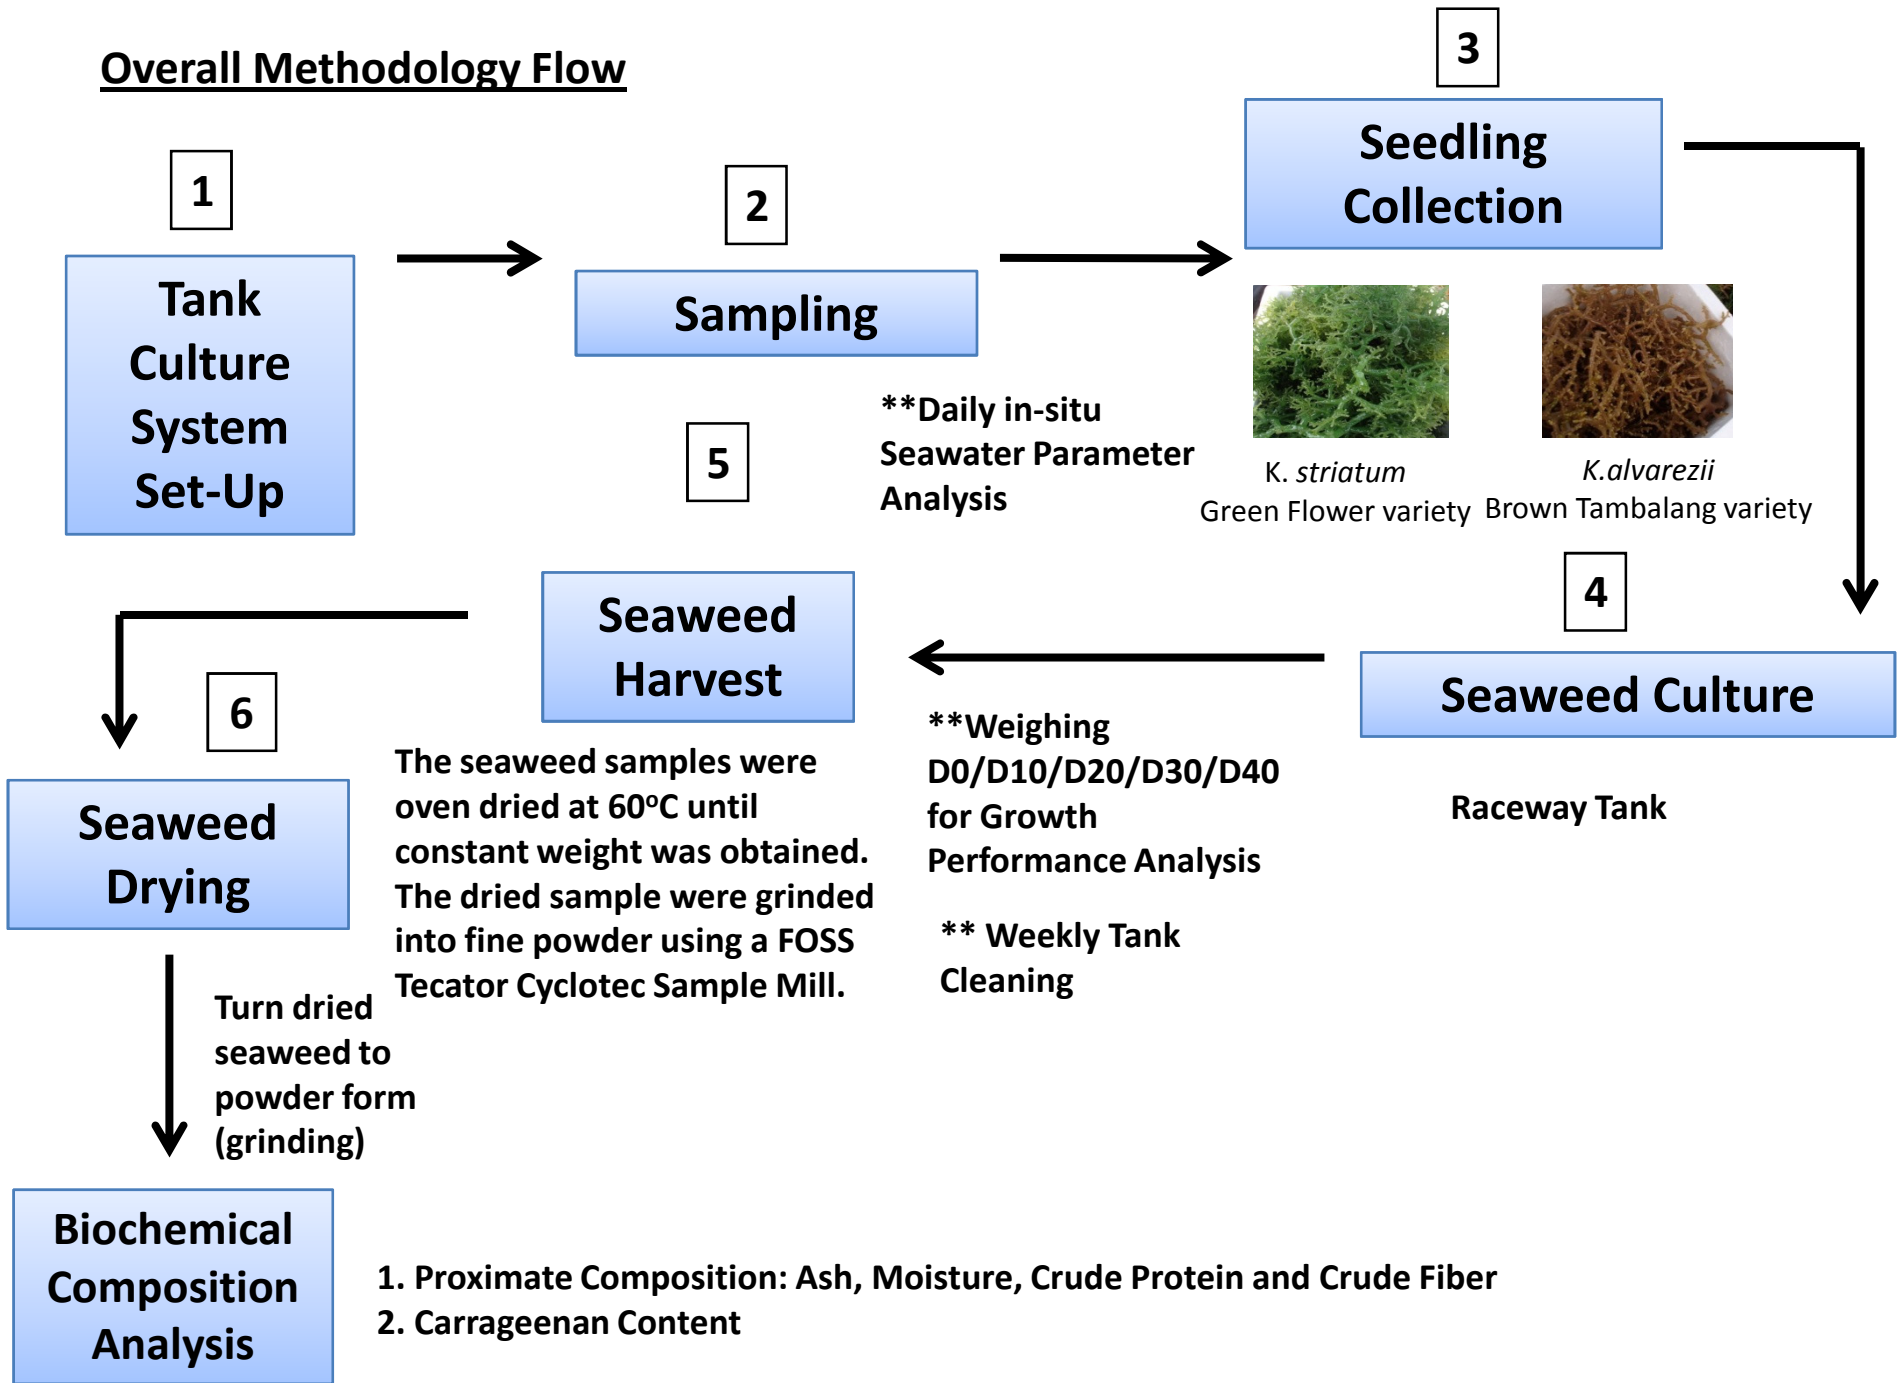 Overall Methodology Flow
1
Tank
Culture
System
Set-Up
2
Sampling
**Daily in-situ
Seawater Parameter
Analysis
3
Seedling
Collection
K. striatum
Green Flower variety
K.alvarezii
Brown Tambalang variety
4
Seaweed Culture
Raceway Tank
**Weighing
D0/D10/D20/D30/D40
for Growth
Performance Analysis
** Weekly Tank
Cleaning
5
Seaweed
Harvest
The seaweed samples were
oven dried at 60°C until
constant weight was obtained.
The dried sample were grinded
into fine powder using a FOSS
Tecator Cyclotec Sample Mill.
6
Seaweed
Drying
Turn dried
seaweed to
powder form
(grinding)
Biochemical
Composition
Analysis
1. Proximate Composition: Ash, Moisture, Crude Protein and Crude Fiber
2. Carrageenan Content